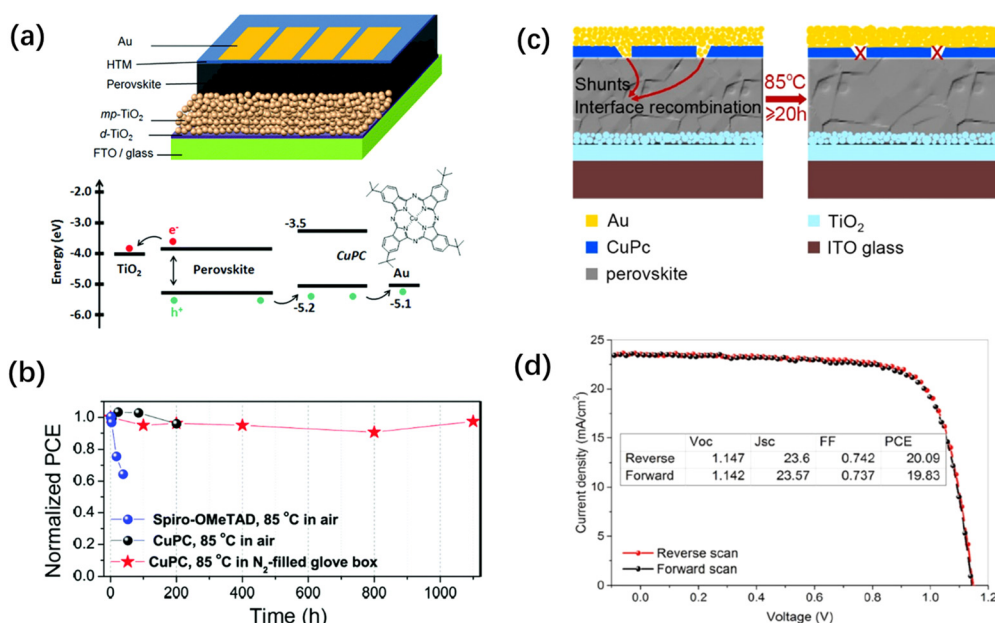 (a)
Au
HTM
Perovskite
mp-TiO₂
d-TiO₂
FTO / glass
Energy (eV)
-2.0
-3.0
-4.0
-5.0
-6.0
e⁻
TiO₂
Perovskite
h⁺
-3.5
CuPC
-5.2
Au
-5.1
(b)
Normalized PCE
1.0
0.8
0.6
0.4
0.2
0.0
Spiro-OMeTAD, 85 °C in air
CuPC, 85 °C in air
CuPC, 85 °C in N₂-filled glove box
0 200 400 600 800 1000
Time (h)
(c)
Shunts
Interface recombination
85°C
≥20h
Au
CuPc
perovskite
TiO₂
ITO glass
(d)
Current density (mA/cm²)
25
20
15
10
5
0
Voc Jsc FF PCE
Reverse 1.147 23.6 0.742 20.09
Forward 1.142 23.57 0.737 19.83
Reverse scan
Forward scan
0.0 0.2 0.4 0.6 0.8 1.0 1.2
Voltage (V)